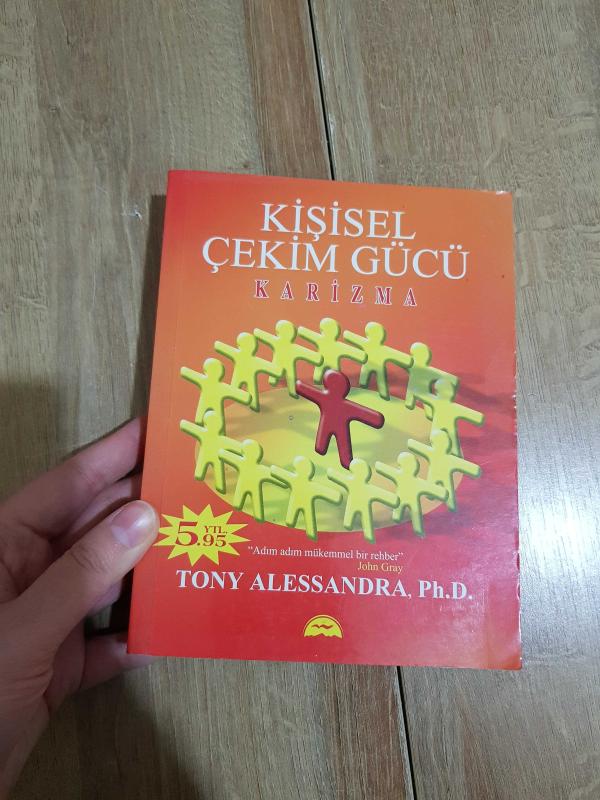 KİŞİSEL
ÇEKİM GÜCÜ
KARİZMA
5.95 YTL.
"Adım adım mükemmel bir rehber"
John Gray
TONY ALESSANDRA, Ph.D.